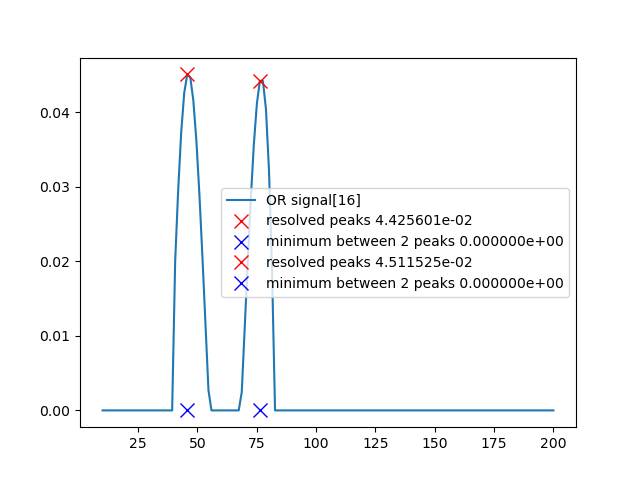 0.04
0.03
0.02
0.01
0.00
OR signal[16]
resolved peaks 4.425601e-02
minimum between 2 peaks 0.000000e+00
resolved peaks 4.511525e-02
minimum between 2 peaks 0.000000e+00
25 50 75 100 125 150 175 200